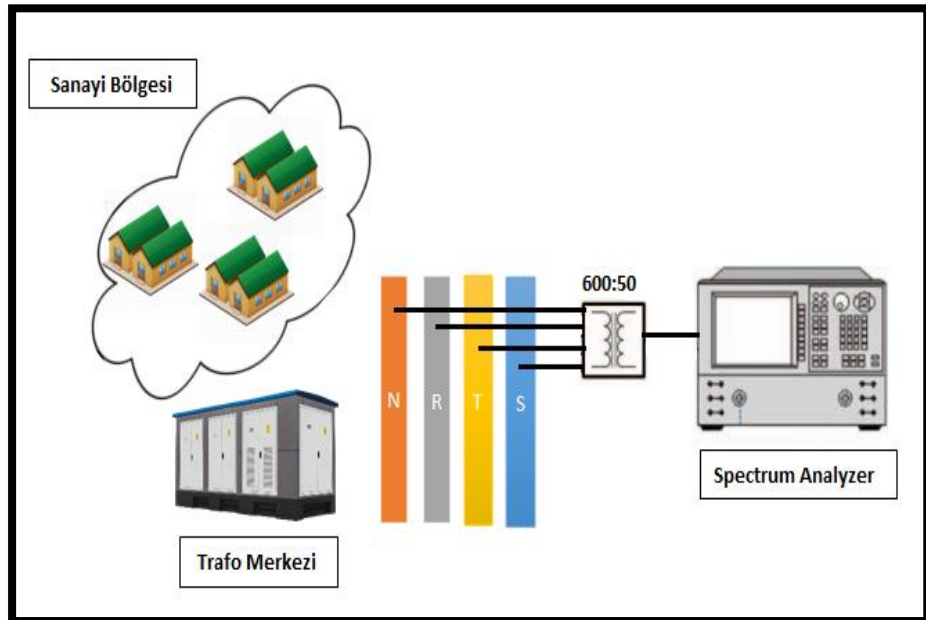 Sanayi Bölgesi
600:50
N
R
T
S
Spectrum Analyzer
Trafo Merkezi